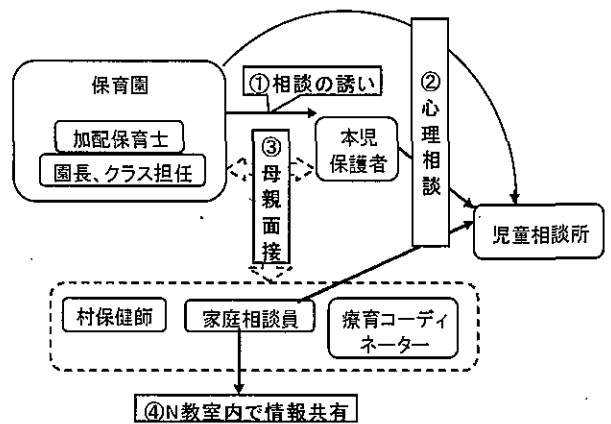 保育園
加配保育士
園長、クラス担任
①相談の誘い
本児
保護者
②心理相談
③母親面接
児童相談所
村保健師
家庭相談員
療育コーディ
ネーター
④N教室内で情報共有